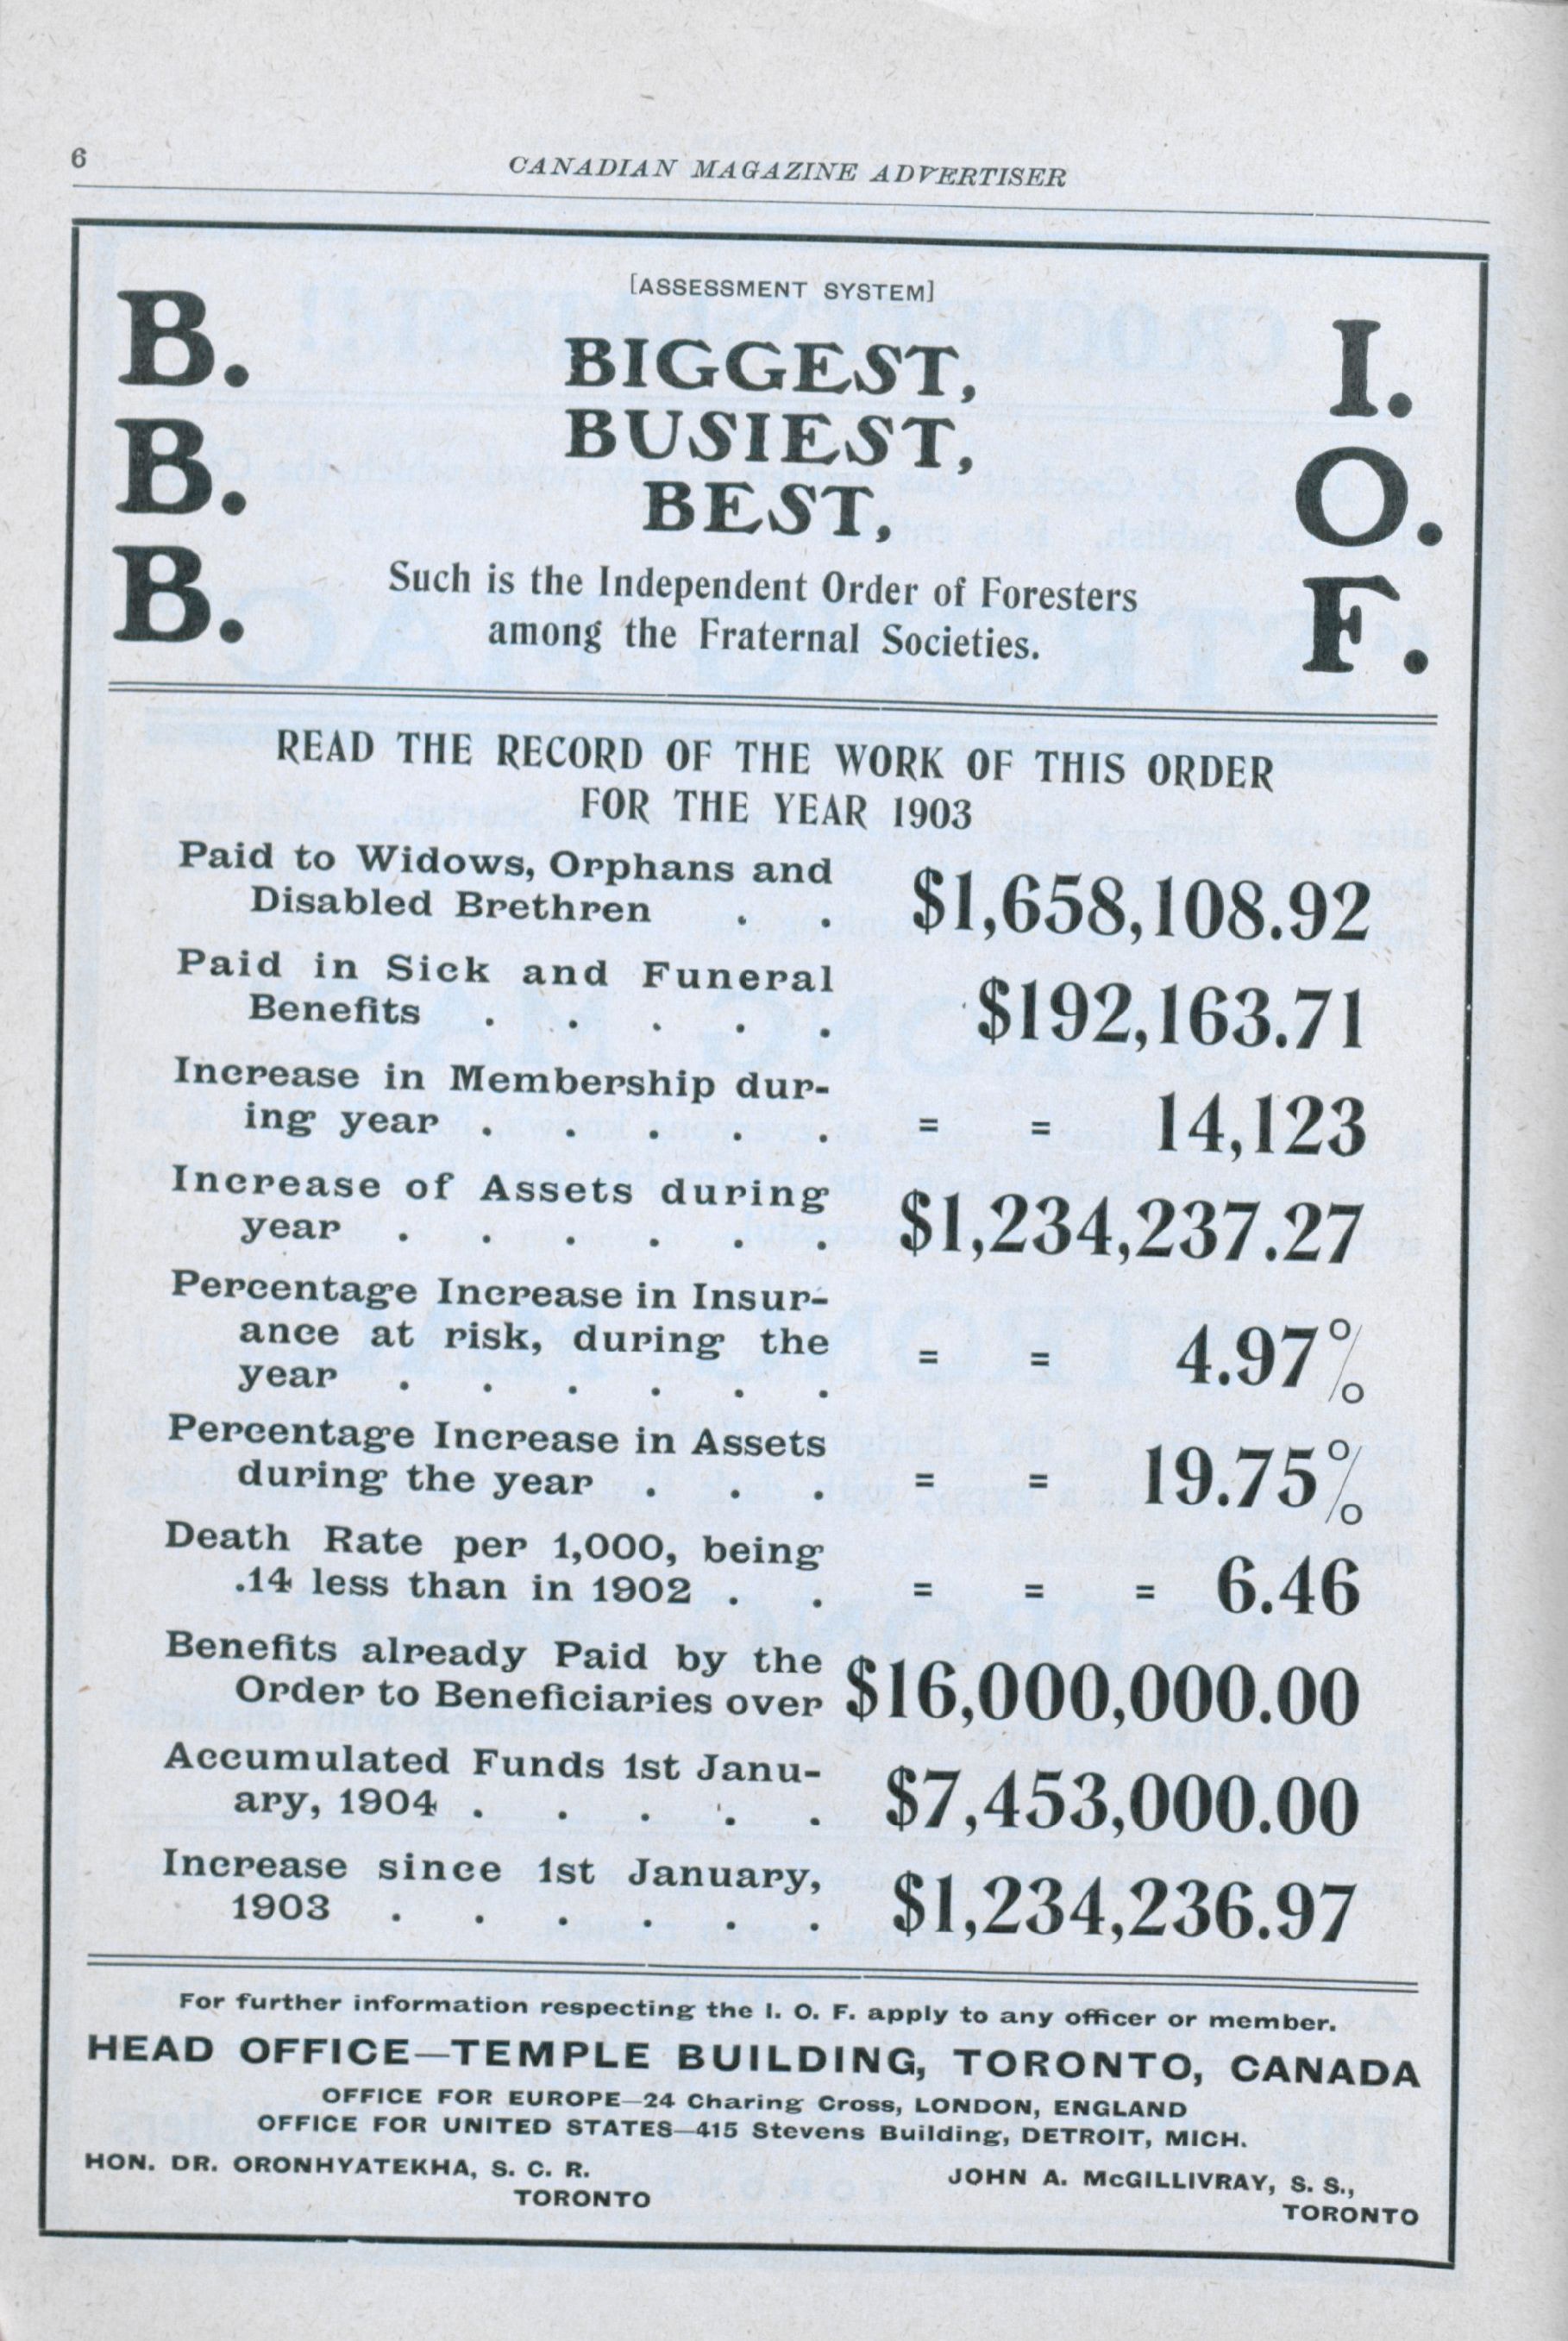 6
CANADIAN MAGAZINE ADVERTISER
[ASSESSMENT SYSTEM]
B.
B.
B.
BIGGEST,
BUSIEST,
BEST,
I.
O.
F.
Such is the Independent Order of Foresters
among the Fraternal Societies.
READ THE RECORD OF THE WORK OF THIS ORDER
FOR THE YEAR 1903
Paid to Widows, Orphans and
Disabled Brethren . . $1,658,108.92
Paid in Sick and Funeral
Benefits . . . . . $192,163.71
Increase in Membership dur-
ing year . . . . . = = 14,123
Increase of Assets during
year . . . . . . $1,234,237.27
Percentage Increase in Insur-
ance at risk, during the
year . . . . . . = = 4.97%
Percentage Increase in Assets
during the year . . . = = 19.75%
Death Rate per 1,000, being
.14 less than in 1902 . . = = = 6.46
Benefits already Paid by the
Order to Beneficiaries over $16,000,000.00
Accumulated Funds 1st Janu-
ary, 1904 . . . . . $7,453,000.00
Increase since 1st January,
1903 . . . . . . $1,234,236.97
For further information respecting the I. O. F. apply to any officer or member.
HEAD OFFICE—TEMPLE BUILDING, TORONTO, CANADA
OFFICE FOR EUROPE—24 Charing Cross, LONDON, ENGLAND
OFFICE FOR UNITED STATES—415 Stevens Building, DETROIT, MICH.
HON. DR. ORONHYATEKHA, S. C. R.
TORONTO
JOHN A. McGILLIVRAY, S. S.,
TORONTO